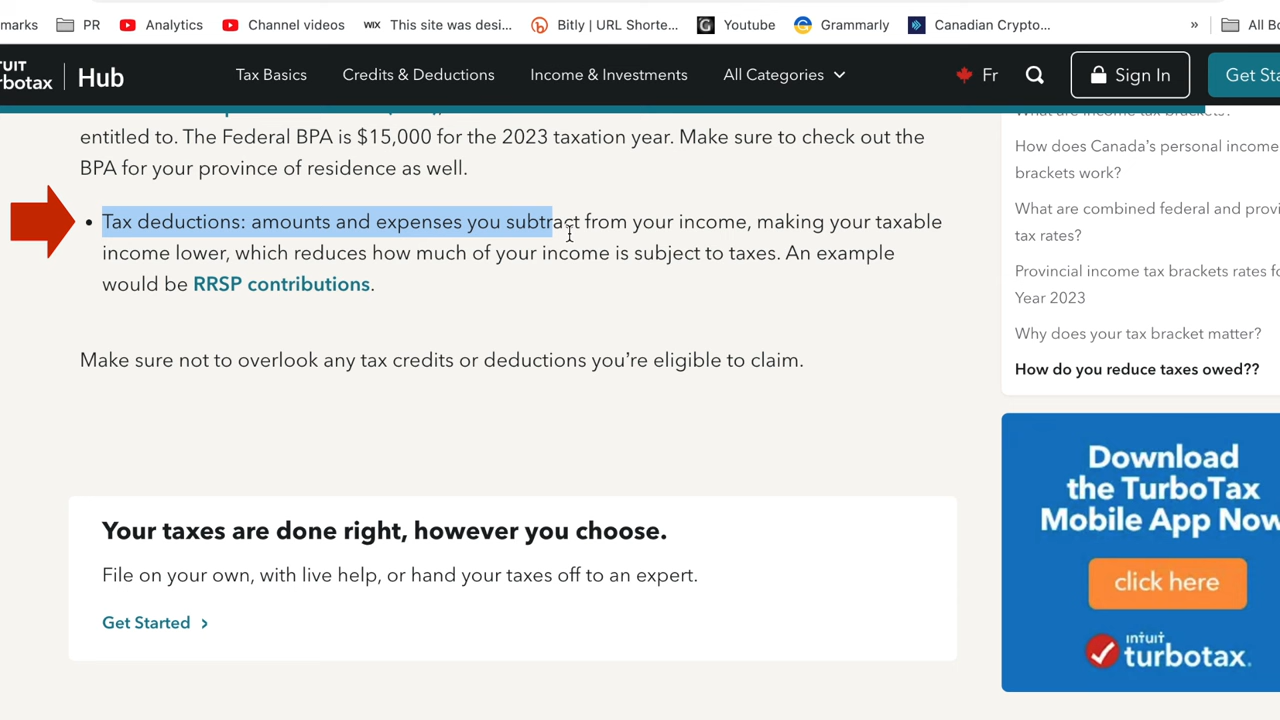 marks PR Analytics Channel videos WIX This site was desi... Bitly | URL Shorte... Youtube Grammarly Canadian Crypto... » All Bo
Hub Tax Basics Credits & Deductions Income & Investments All Categories Fr Sign In Get Sta
entitled to. The Federal BPA is $15,000 for the 2023 taxation year. Make sure to check out the
BPA for your province of residence as well.
• Tax deductions: amounts and expenses you subtract from your income, making your taxable
income lower, which reduces how much of your income is subject to taxes. An example
would be RRSP contributions.
Make sure not to overlook any tax credits or deductions you’re eligible to claim.
Your taxes are done right, however you choose.
File on your own, with live help, or hand your taxes off to an expert.
Get Started ›
What are income tax brackets?
How does Canada’s personal income
brackets work?
What are combined federal and provi
tax rates?
Provincial income tax brackets rates fo
Year 2023
Why does your tax bracket matter?
How do you reduce taxes owed??
Download
the TurboTax
Mobile App Now
click here
intuit
turbotax.